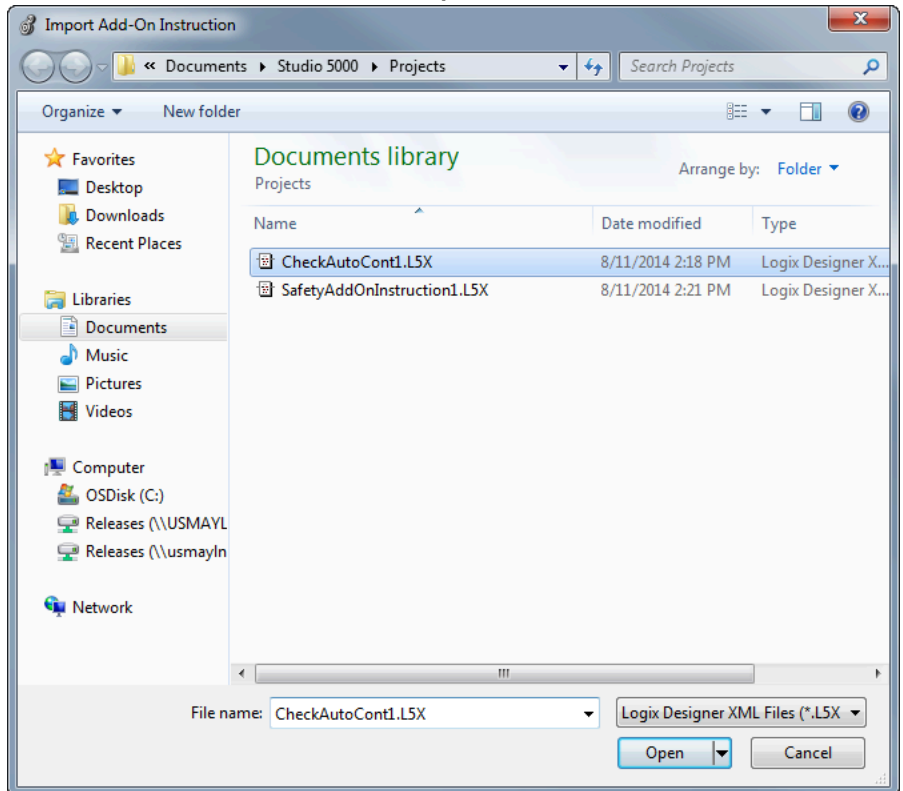 Import Add-On Instruction
« Documents ▸ Studio 5000 ▸ Projects
Search Projects
Organize
New folder
Favorites
Desktop
Downloads
Recent Places
Libraries
Documents
Music
Pictures
Videos
Computer
OSDisk (C:)
Releases (\\USMAYL
Releases (\\usmayln
Network
Documents library
Projects
Arrange by: Folder
Name Date modified Type
CheckAutoCont1.L5X 8/11/2014 2:18 PM Logix Designer X...
SafetyAddOnInstruction1.L5X 8/11/2014 2:21 PM Logix Designer X...
File name: CheckAutoCont1.L5X
Logix Designer XML Files (*.L5X
Open
Cancel